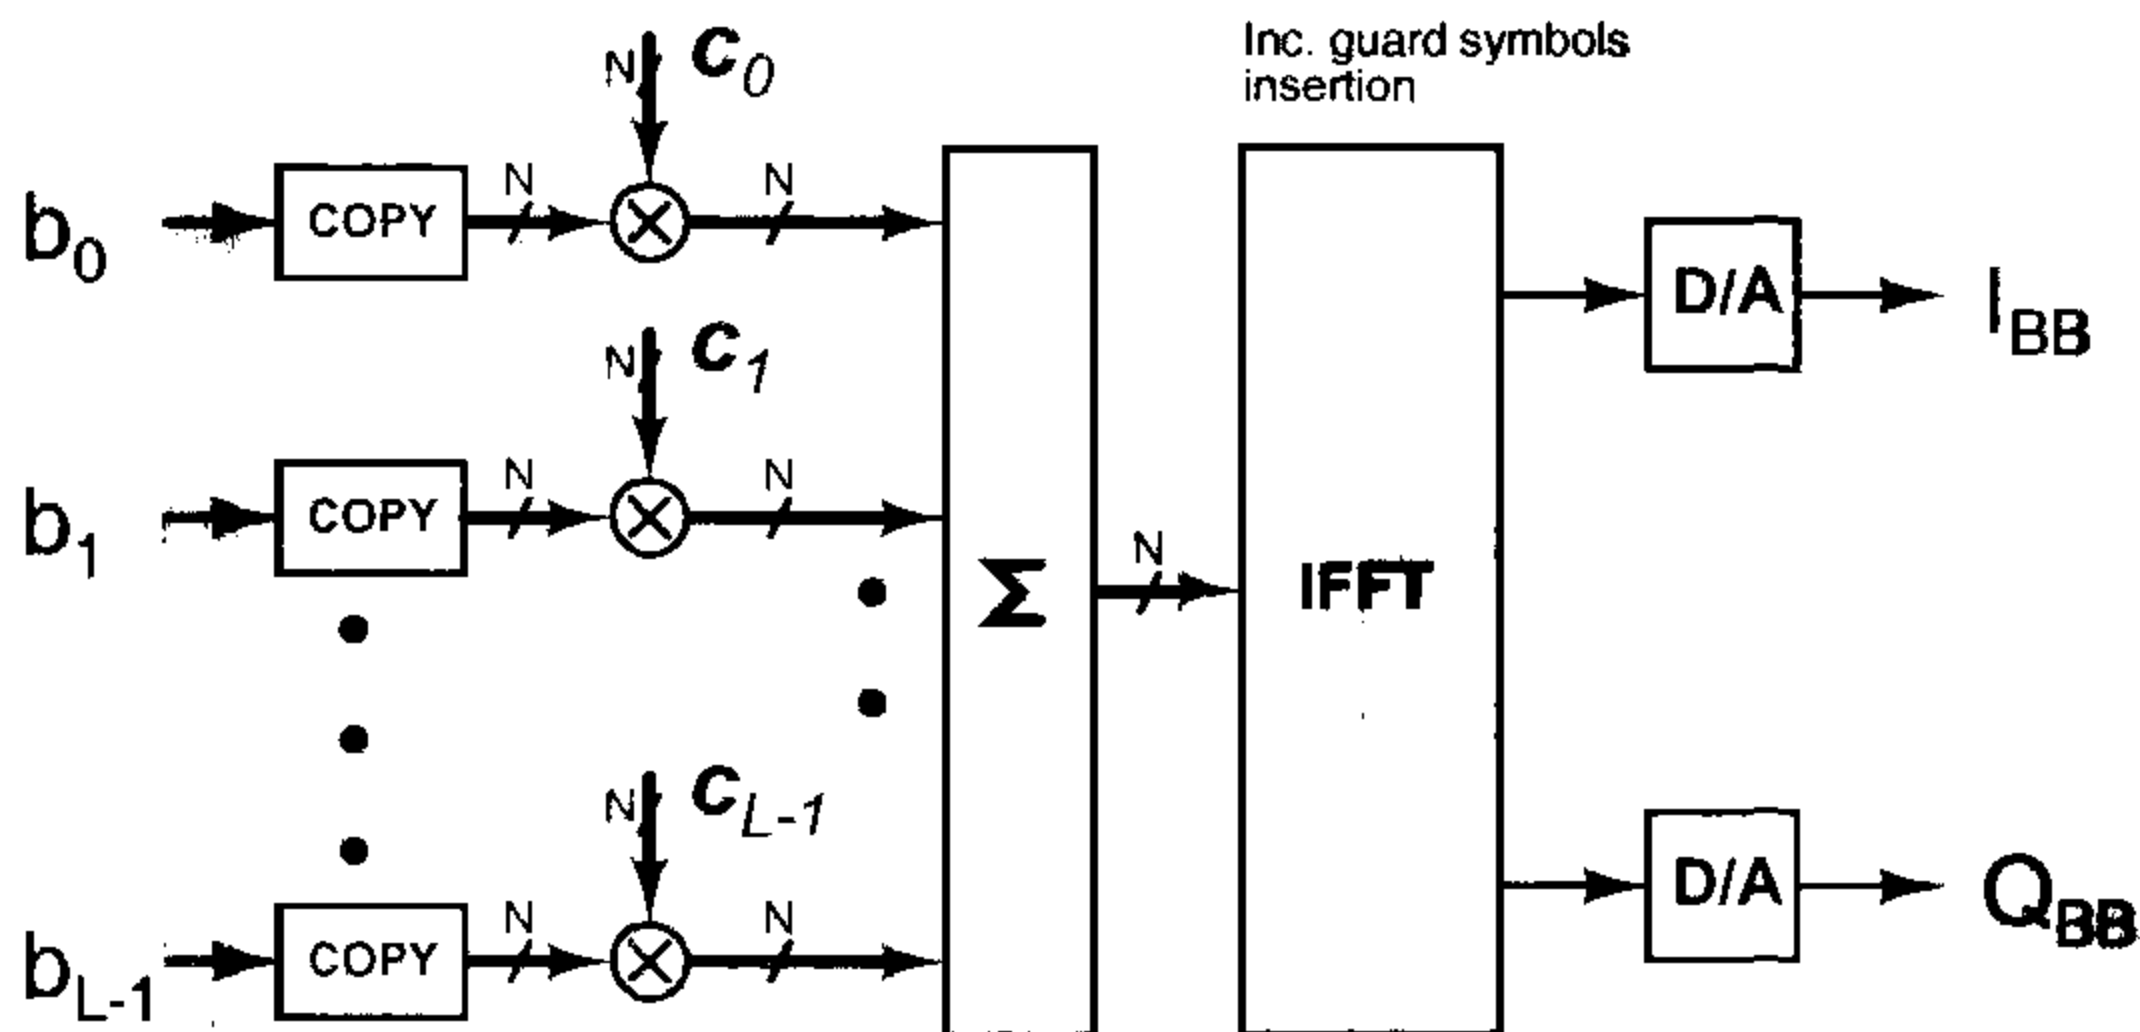 Inc. guard symbols
insertion
N c0
b0 COPY N N
D/A IBB
N c1
b1 COPY N N
Σ N IFFT
N cL-1
D/A QBB
bL-1 COPY N N